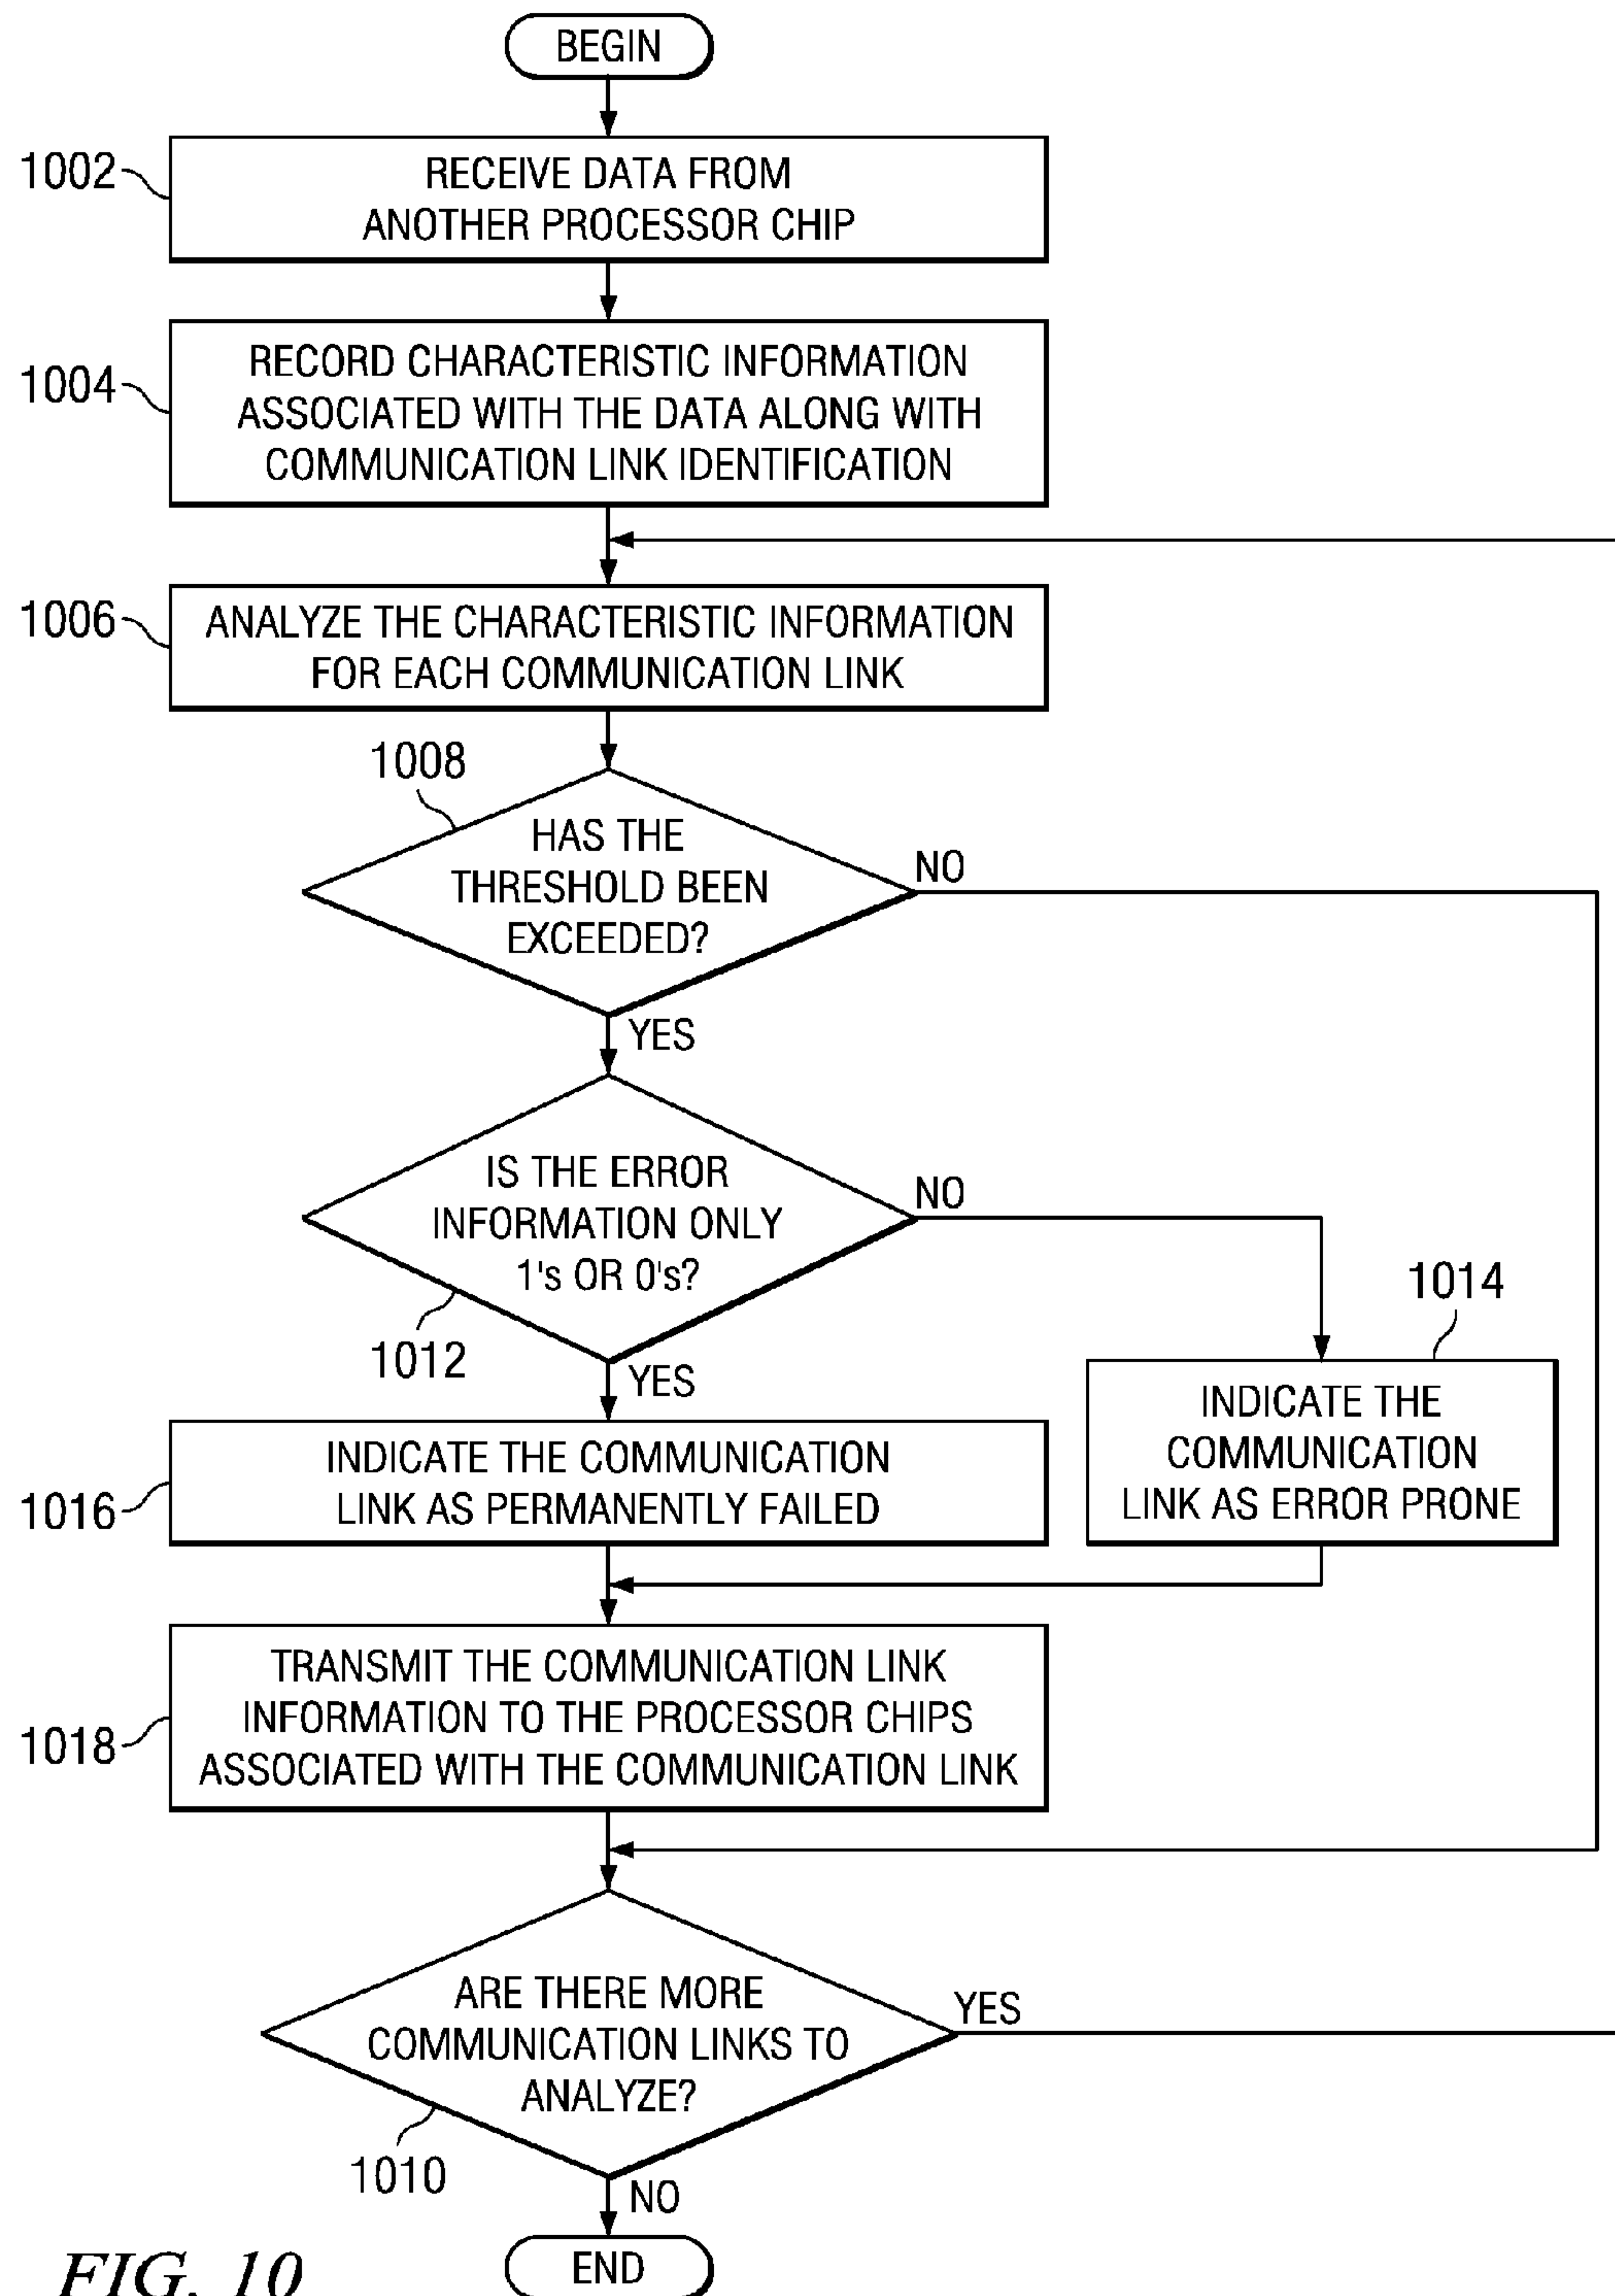 BEGIN
1002
RECEIVE DATA FROM
ANOTHER PROCESSOR CHIP
1004
RECORD CHARACTERISTIC INFORMATION
ASSOCIATED WITH THE DATA ALONG WITH
COMMUNICATION LINK IDENTIFICATION
1006
ANALYZE THE CHARACTERISTIC INFORMATION
FOR EACH COMMUNICATION LINK
1008
HAS THE
THRESHOLD BEEN
EXCEEDED?
NO
YES
IS THE ERROR
INFORMATION ONLY
1's OR 0's?
NO
1012
YES
1014
INDICATE THE
COMMUNICATION
LINK AS ERROR PRONE
1016
INDICATE THE COMMUNICATION
LINK AS PERMANENTLY FAILED
1018
TRANSMIT THE COMMUNICATION LINK
INFORMATION TO THE PROCESSOR CHIPS
ASSOCIATED WITH THE COMMUNICATION LINK
ARE THERE MORE
COMMUNICATION LINKS TO
ANALYZE?
YES
1010
NO
END
FIG. 10